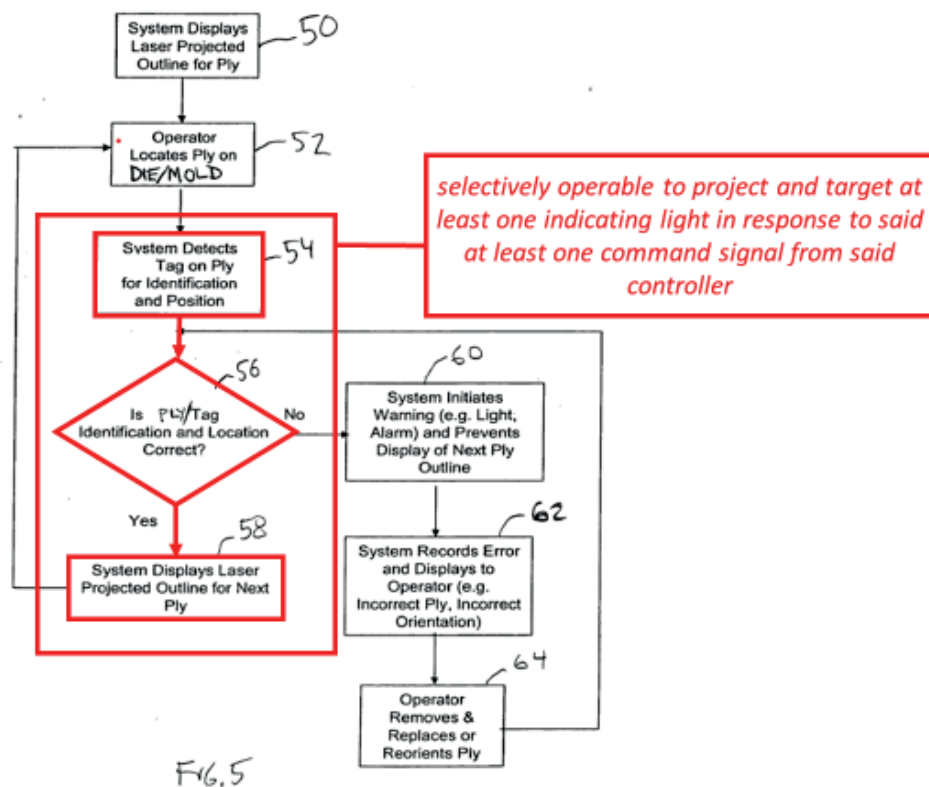 System Displays
Laser Projected
Outline for Ply
50
Operator
Locates Ply on
DIE/MOLD
52
selectively operable to project and target at
least one indicating light in response to said
at least one command signal from said
controller
System Detects
Tag on Ply
for Identification
and Position
54
56
Is PLY/Tag
Identification and Location
Correct?
No
60
System Initiates
Warning (e.g. Light,
Alarm) and Prevents
Display of Next Ply
Outline
Yes
58
System Displays Laser
Projected Outline for Next
Ply
62
System Records Error
and Displays to
Operator (e.g.
Incorrect Ply, Incorrect
Orientation)
64
Operator
Removes &
Replaces or
Reorients Ply
FIG.5